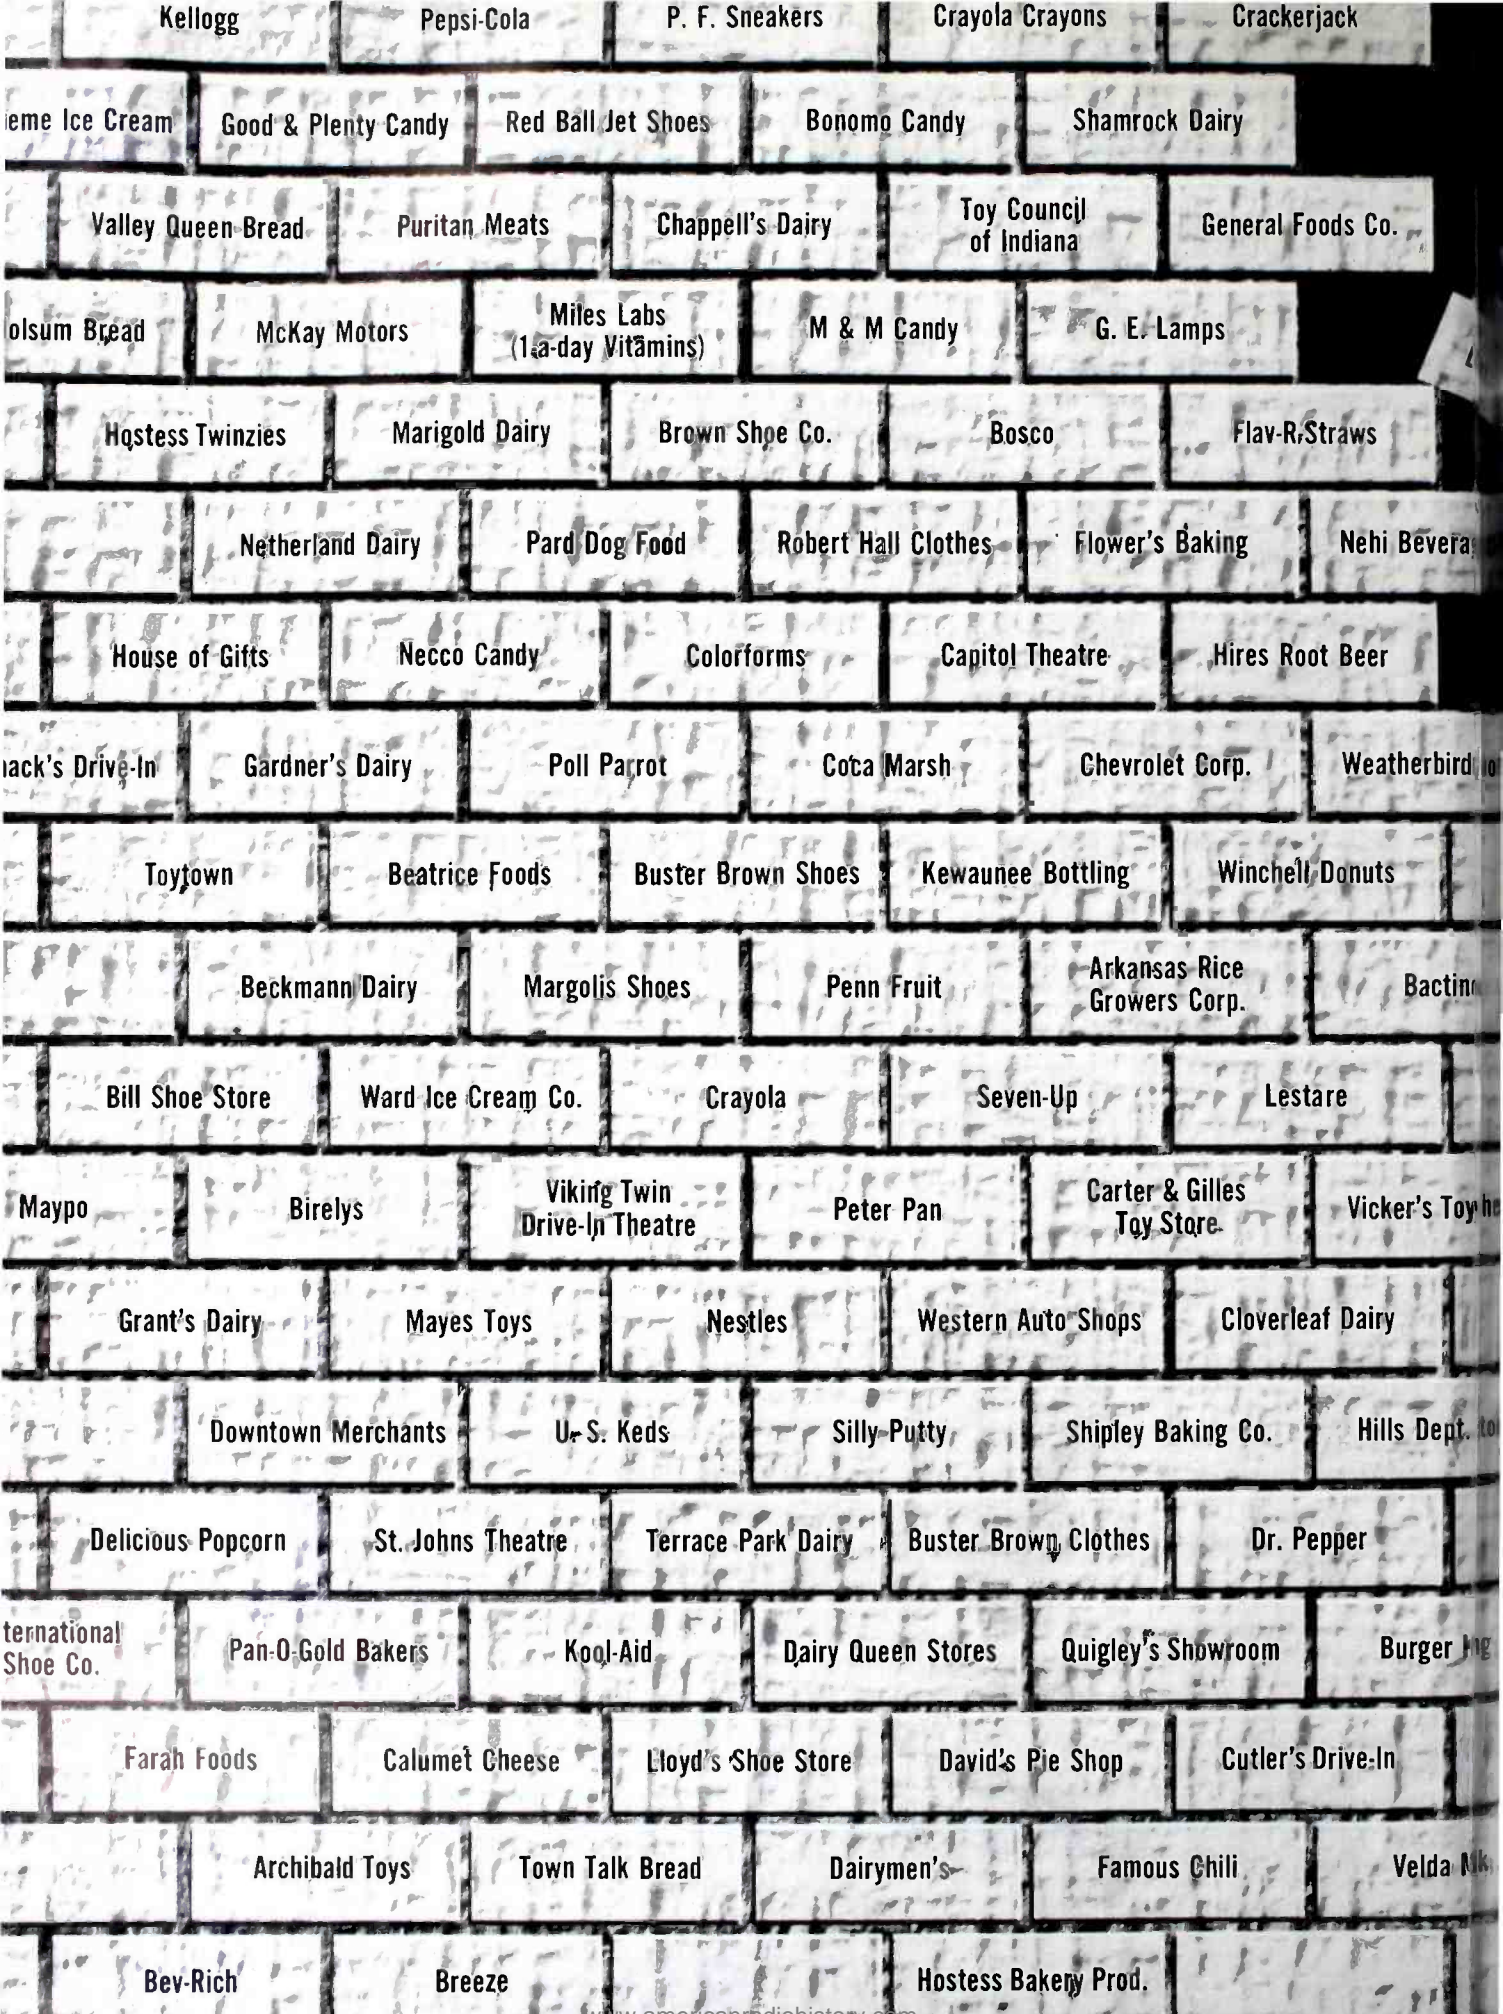 Kellogg
Pepsi-Cola
P. F. Sneakers
Crayola Crayons
Crackerjack
Ice Cream
Good & Plenty Candy
Red Ball Jet Shoes
Bonomo Candy
Shamrock Dairy
Valley Queen Bread
Puritan Meats
Chappell's Dairy
Toy Council
of Indiana
General Foods Co.
olsum Bread
McKay Motors
Miles Labs
(1-a-day Vitamins)
M & M Candy
G. E. Lamps
Hostess Twinzies
Marigold Dairy
Brown Shoe Co.
Bosco
Flav-R-Straws
Netherland Dairy
Pard Dog Food
Robert Hall Clothes
Flower's Baking
Nehi Bevera
House of Gifts
Necco Candy
Colorforms
Capitol Theatre
Hires Root Beer
ack's Drive-In
Gardner's Dairy
Poll Parrot
Cota Marsh
Chevrolet Corp.
Weatherbird
Toytown
Beatrice Foods
Buster Brown Shoes
Kewaunee Bottling
Winchell Donuts
Beckmann Dairy
Margolis Shoes
Penn Fruit
Arkansas Rice
Growers Corp.
Bactin
Bill Shoe Store
Ward Ice Cream Co.
Crayola
Seven-Up
Lestare
Maypo
Birelys
Viking Twin
Drive-In Theatre
Peter Pan
Carter & Gilles
Toy Store
Vicker's Toy
Grant's Dairy
Mayes Toys
Nestles
Western Auto Shops
Cloverleaf Dairy
Downtown Merchants
U. S. Keds
Silly Putty
Shipley Baking Co.
Hills Dept.
Delicious Popcorn
St. Johns Theatre
Terrace Park Dairy
Buster Brown Clothes
Dr. Pepper
ternational
Shoe Co.
Pan-O-Gold Bakers
Kool-Aid
Dairy Queen Stores
Quigley's Showroom
Burger
Farah Foods
Calumet Cheese
Lloyd's Shoe Store
David's Pie Shop
Cutler's Drive-In
Archibald Toys
Town Talk Bread
Dairymen's
Famous Chili
Velda
Bev-Rich
Breeze
Hostess Bakery Prod.
www.americanradiohistory.com